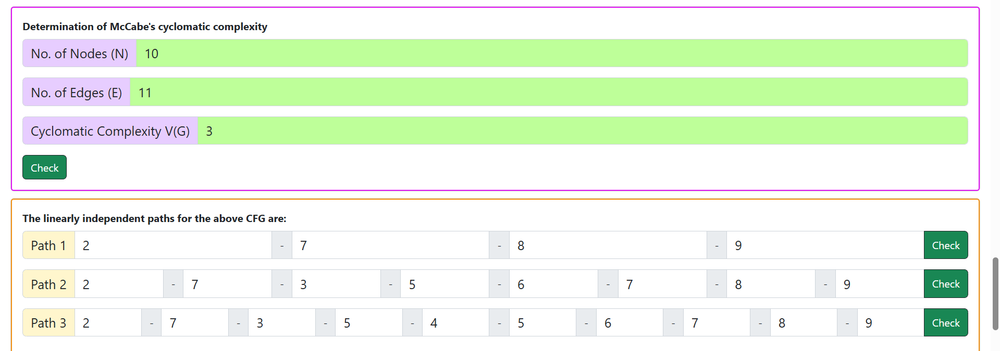 Determination of McCabe's cyclomatic complexity
No. of Nodes (N) 10
No. of Edges (E) 11
Cyclomatic Complexity V(G) 3
Check
The linearly independent paths for the above CFG are:
Path 1 2 - 7 - 8 - 9 Check
Path 2 2 - 7 - 3 - 5 - 6 - 7 - 8 - 9 Check
Path 3 2 - 7 - 3 - 5 - 4 - 5 - 6 - 7 - 8 - 9 Check